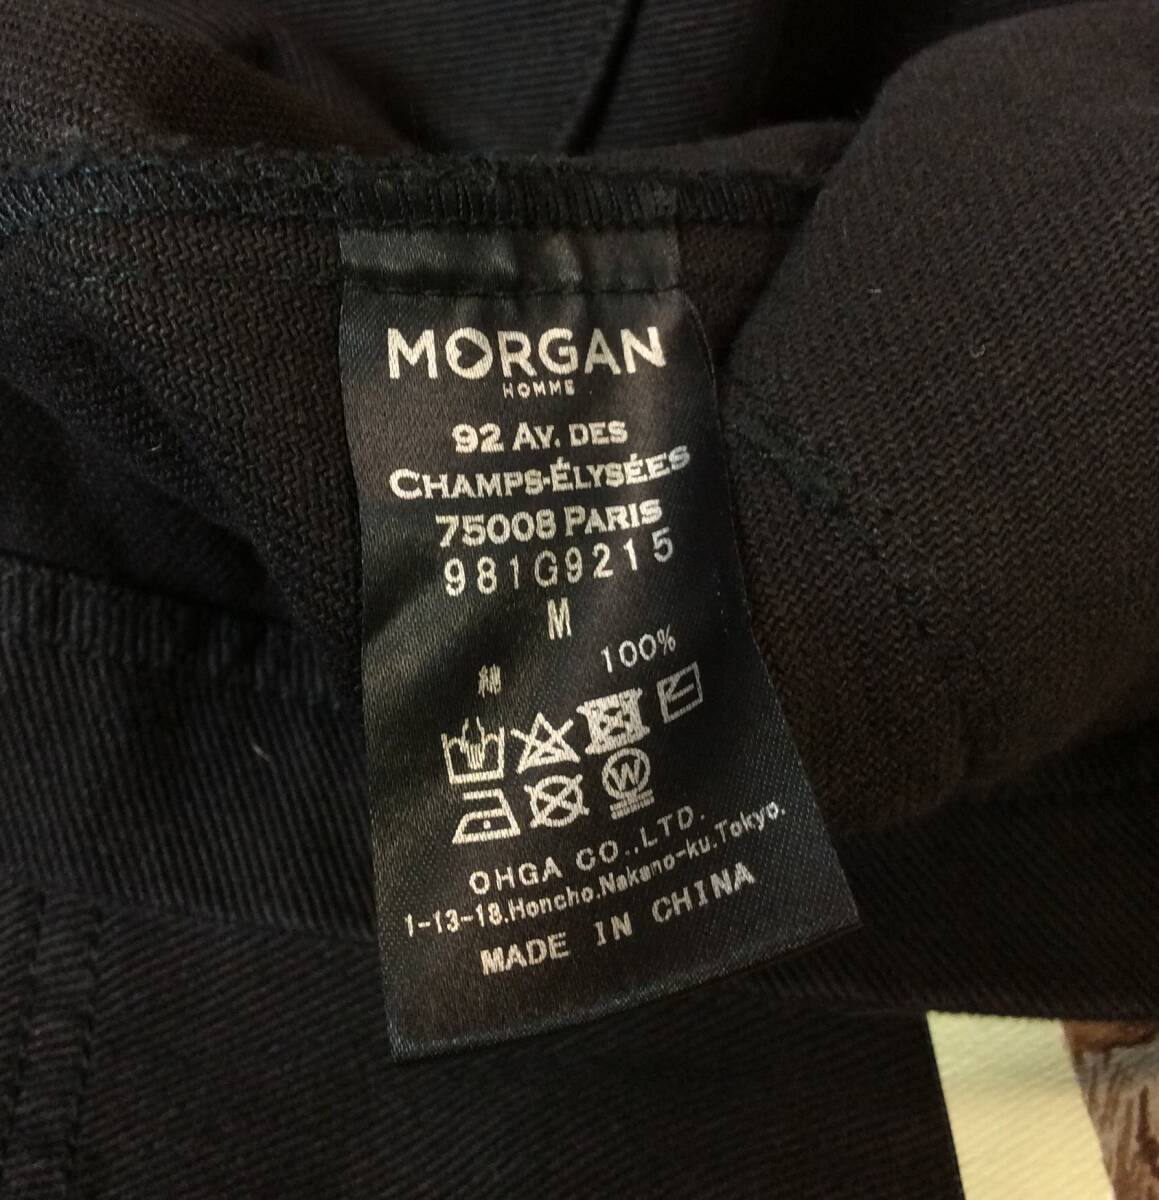 MORGAN
HOMME
92 AV. DES
CHAMPS-ÉLYSÉES
75008 PARIS
981G9215
M
綿 100%
W
OHGA CO.,LTD.
1-13-18.Honcho.Nakano-ku.Tokyo.
MADE IN CHINA